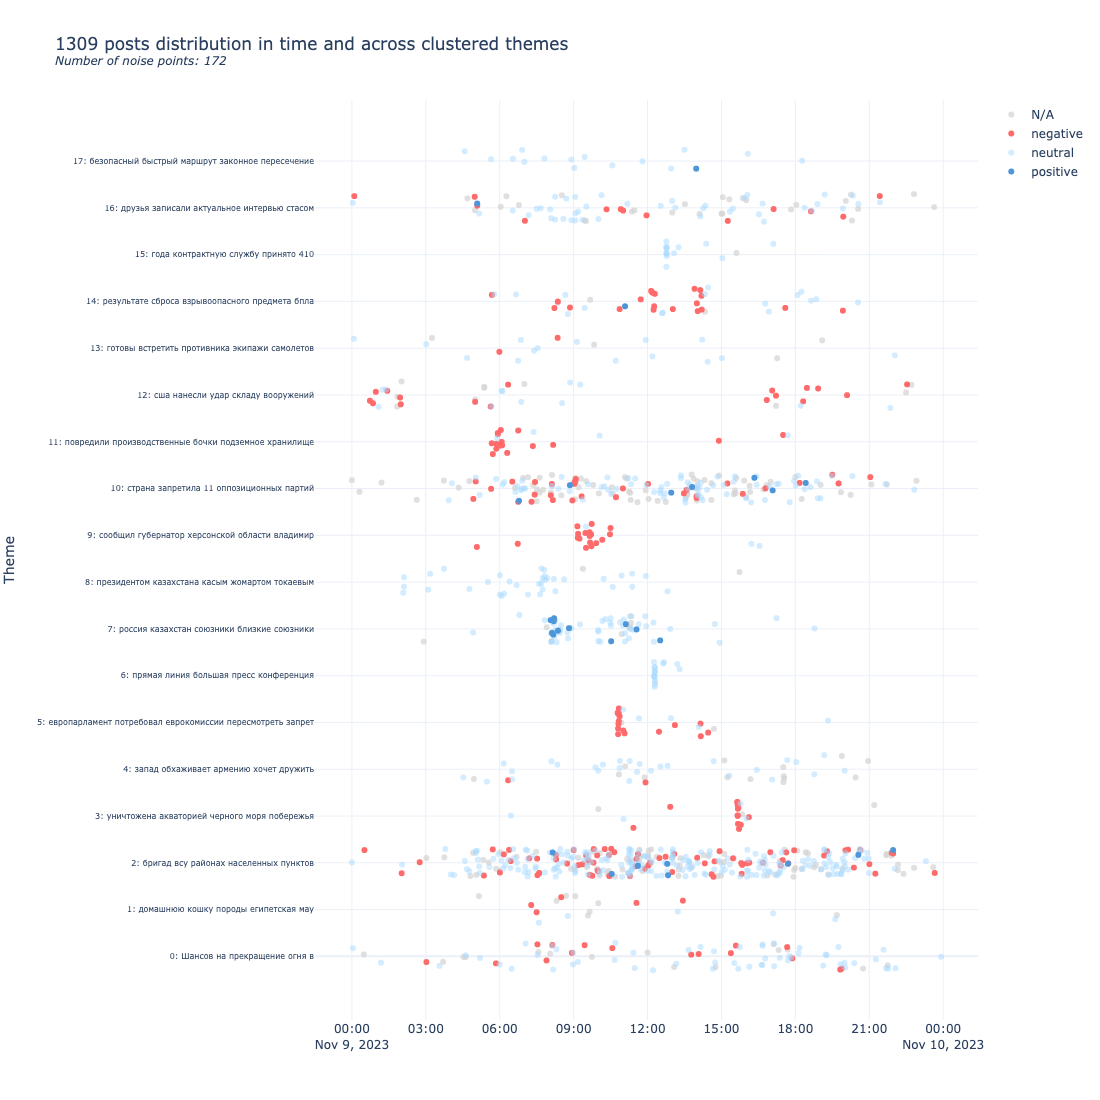 1309 posts distribution in time and across clustered themes
Number of noise points: 172
N/A
negative
neutral
positive
Theme
17: безопасный быстрый маршрут законное пересечение
16: друзья записали актуальное интервью стасом
15: года контрактную службу принято 410
14: результате сброса взрывоопасного предмета бпла
13: готовы встретить противника экипажи самолетов
12: сша нанесли удар складу вооружений
11: повредили производственные бочки подземное хранилище
10: страна запретила 11 оппозиционных партий
9: сообщил губернатор херсонской области владимир
8: президентом казахстана касым жомартом токаевым
7: россия казахстан союзники близкие союзники
6: прямая линия большая пресс конференция
5: европарламент потребовал еврокомиссии пересмотреть запрет
4: запад обхаживает армению хочет дружить
3: уничтожена акваторией черного моря побережья
2: бригад всу районах населенных пунктов
1: домашнюю кошку породы египетская мау
0: Шансов на прекращение огня в
00:00 03:00 06:00 09:00 12:00 15:00 18:00 21:00 00:00
Nov 9, 2023 Nov 10, 2023